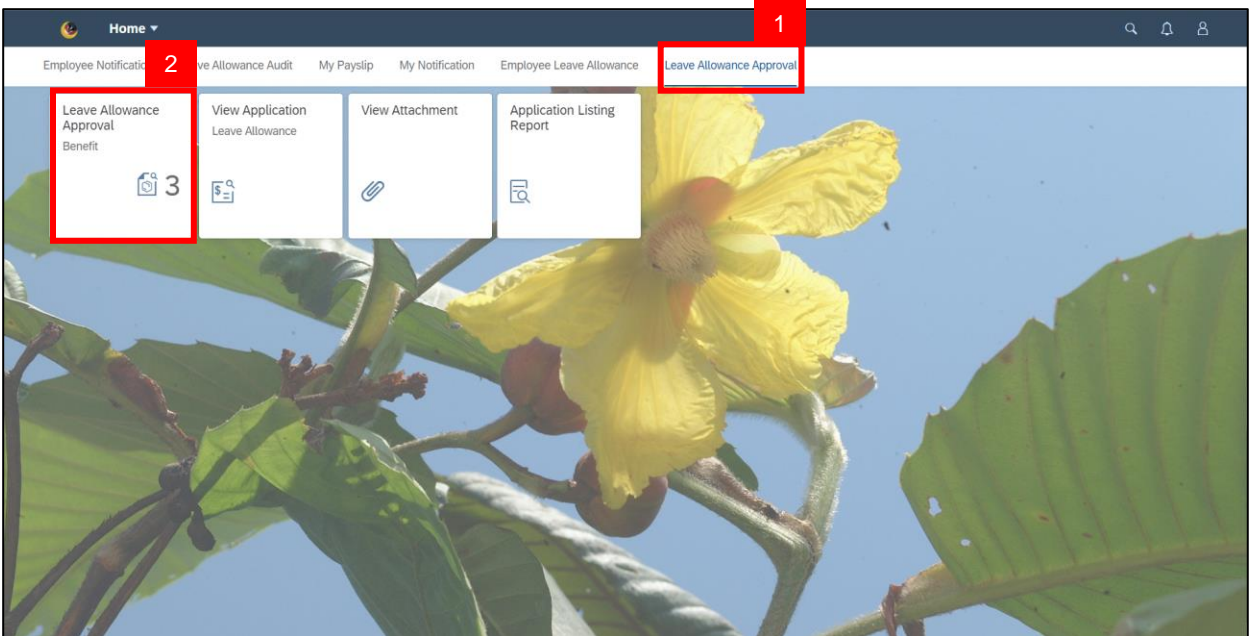 1
Home
2
Employee Notificatio
ve Allowance Audit
My Payslip
My Notification
Employee Leave Allowance
Leave Allowance Approval
Leave Allowance
Approval
Benefit
3
View Application
Leave Allowance
View Attachment
Application Listing
Report